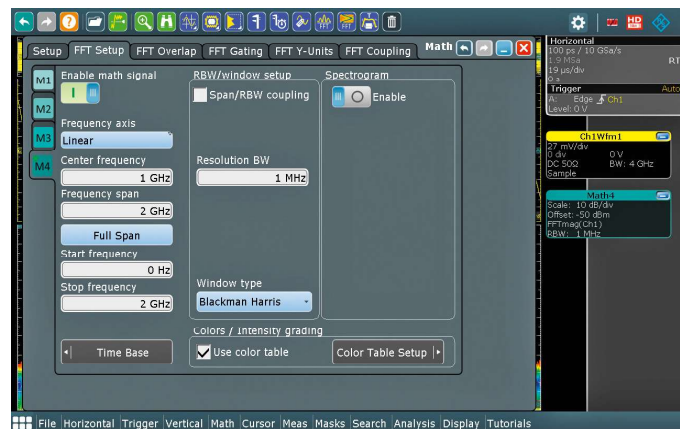 Setup FFT Setup FFT Overlap FFT Gating FFT Y-Units FFT Coupling Math
M1
M2
M3
M4
Enable math signal
Frequency axis
Linear
Center frequency
1 GHz
Frequency span
2 GHz
Full Span
Start frequency
0 Hz
Stop frequency
2 GHz
Time Base
RBW/window setup
Span/RBW coupling
Resolution BW
1 MHz
Window type
Blackman Harris
Spectrogram
Enable
Colors / Intensity grading
Use color table
Color Table Setup
Horizontal
100 ps / 10 GSa/s
1.9 MSa RT
19 µs/div
0 s
Trigger Auto
A: Edge Ch1
Level: 0 V
Ch1Wfm1
27 mV/div
0 div 0 V
DC 50Ω BW: 4 GHz
Sample
Math4
Scale: 10 dB/div
Offset: -50 dBm
FFTmag(Ch1)
RBW: 1 MHz
File Horizontal Trigger Vertical Math Cursor Meas Masks Search Analysis Display Tutorials